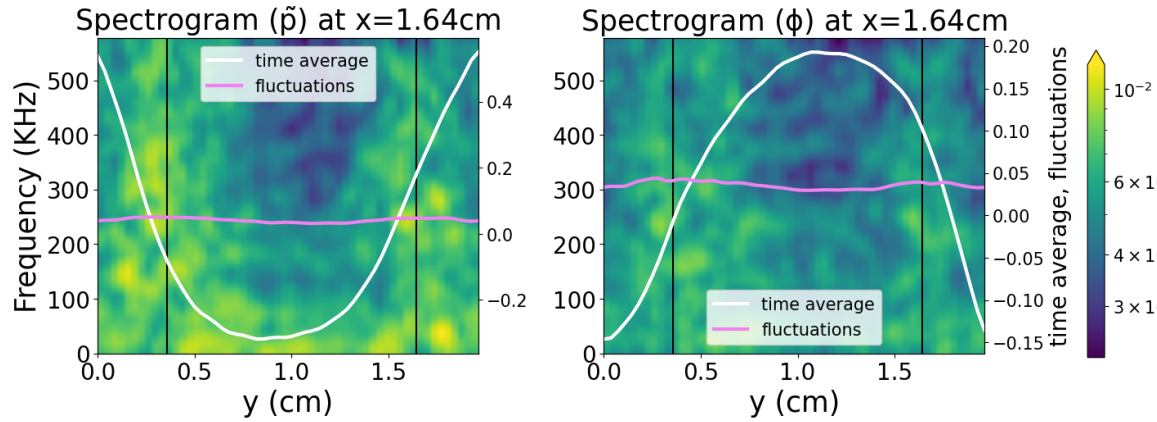 Spectrogram (p̃) at x=1.64cm
Spectrogram (ϕ) at x=1.64cm
Frequency (KHz)
500
400
300
200
100
0
time average
fluctuations
0.4
0.2
0.0
−0.2
0.0
0.5
1.0
1.5
y (cm)
500
400
300
200
100
0
time average
fluctuations
0.20
0.15
0.10
0.05
0.00
−0.05
−0.10
−0.15
0.0
0.5
1.0
1.5
y (cm)
time average, fluctuations
10⁻²
6 × 1
4 × 1
3 × 1